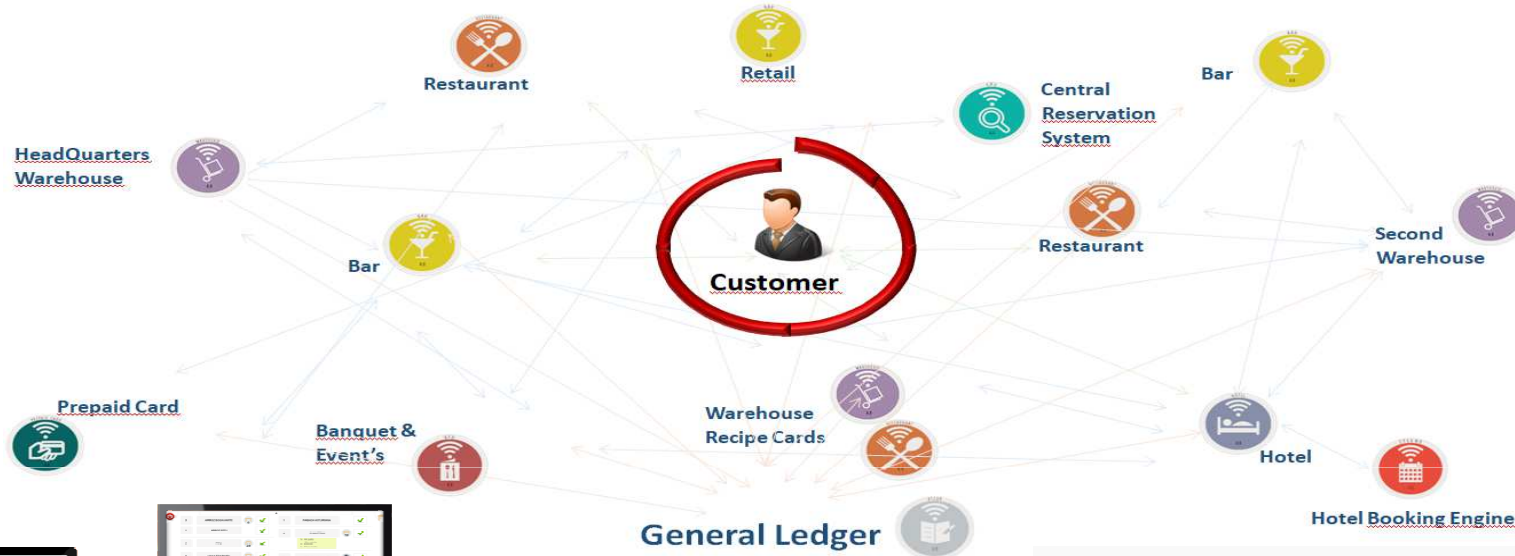 Restaurant
Retail
Bar
Central
Reservation
System
HeadQuarters
Warehouse
Bar
Customer
Restaurant
Second
Warehouse
Prepaid Card
Banquet &
Event's
Warehouse
Recipe Cards
Hotel
Hotel Booking Engine
General Ledger